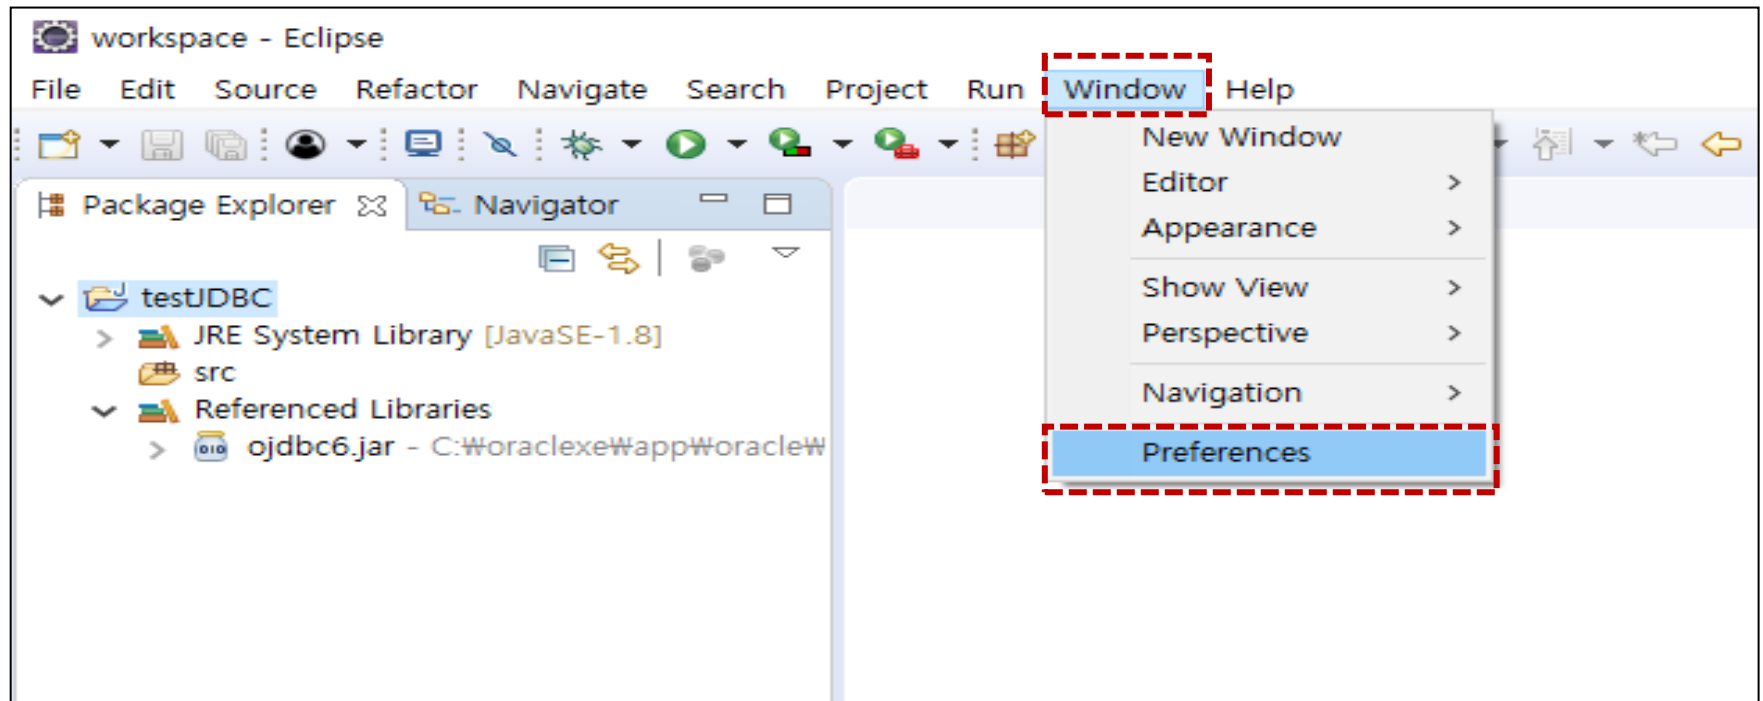 workspace - Eclipse
File Edit Source Refactor Navigate Search Project Run Window Help
New Window
Editor
Appearance
Show View
Perspective
Navigation
Preferences
Package Explorer Navigator
testJDBC
JRE System Library [JavaSE-1.8]
src
Referenced Libraries
ojdbc6.jar - C:₩oraclexe₩app₩oracle₩